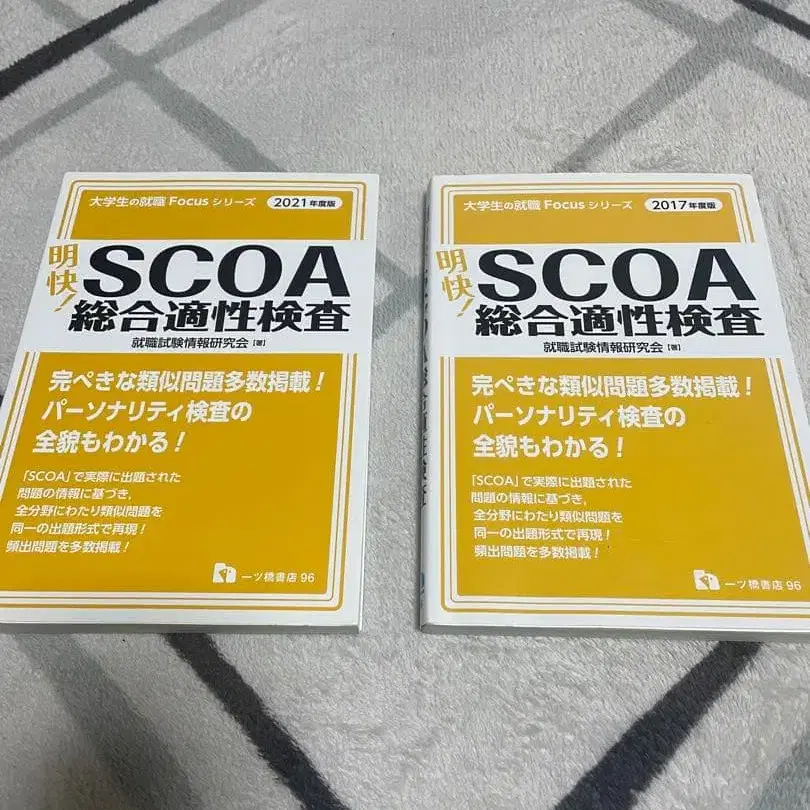 大学生の就職 Focus シリーズ 2021年度版
明快!
SCOA
総合適性検査
就職試験情報研究会[著]
完ぺきな類似問題多数掲載!
パーソナリティ検査の
全貌もわかる!
「SCOA」で実際に出題された
問題の情報に基づき,
全分野にわたり類似問題を
同一の出題形式で再現!
頻出問題を多数掲載!
一ツ橋書店 96
大学生の就職 Focus シリーズ 2017年度版
明快!
SCOA
総合適性検査
就職試験情報研究会[著]
完ぺきな類似問題多数掲載!
パーソナリティ検査の
全貌もわかる!
「SCOA」で実際に出題された
問題の情報に基づき,
全分野にわたり類似問題を
同一の出題形式で再現!
頻出問題を多数掲載!
一ツ橋書店 96